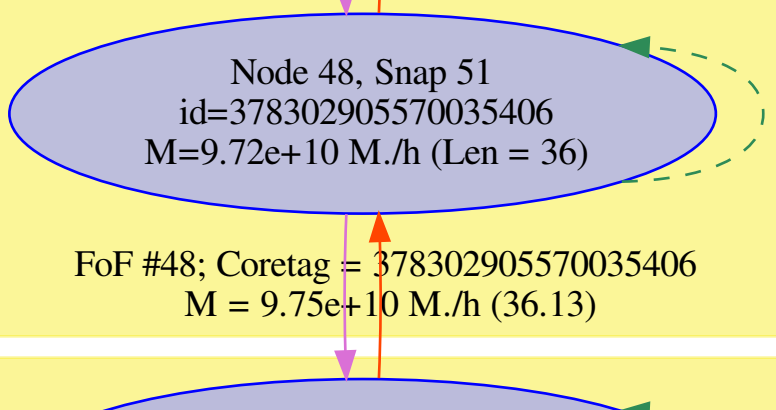 Node 48, Snap 51
id=378302905570035406
M=9.72e+10 M./h (Len = 36)
FoF #48; Coretag = 378302905570035406
M = 9.75e+10 M./h (36.13)